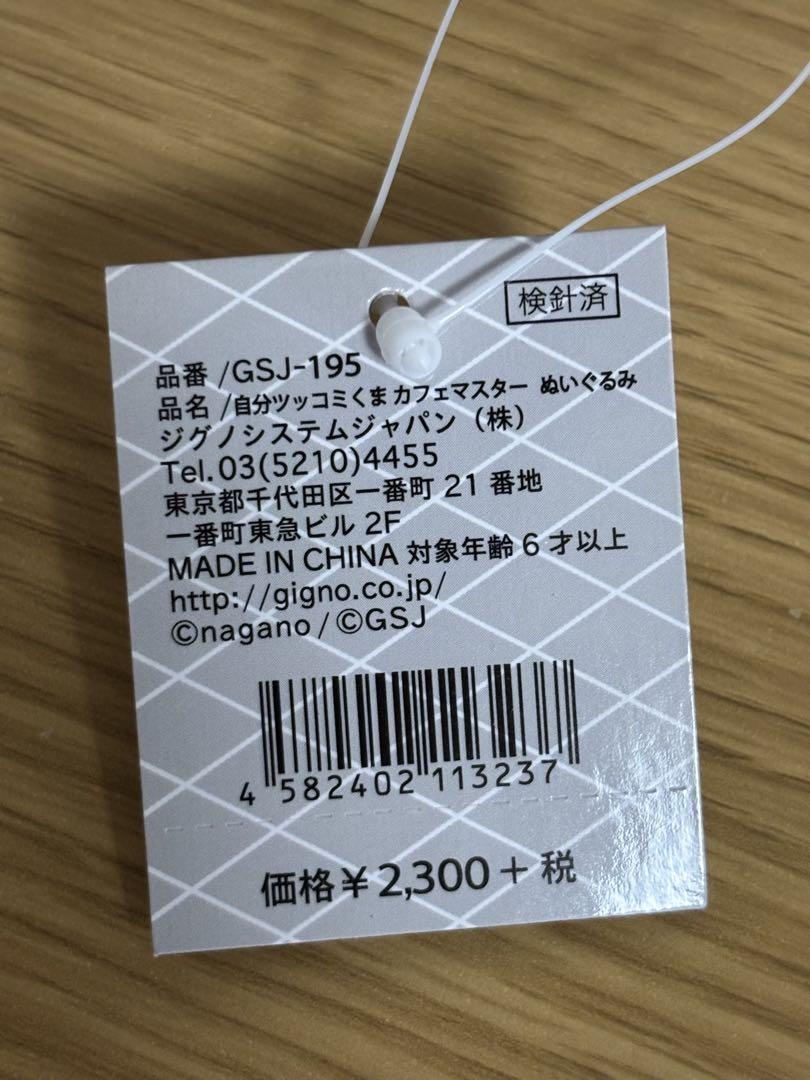 検針済
品番 /GSJ-195
品名 /自分ツッコミくま カフェマスター ぬいぐるみ
ジグノシステムジャパン（株）
Tel.03(5210)4455
東京都千代田区一番町 21 番地
一番町東急ビル 2F
MADE IN CHINA 対象年齢 6 才以上
http://gigno.co.jp/
©nagano / ©GSJ
4 582402 113237
価格￥2,300 + 税